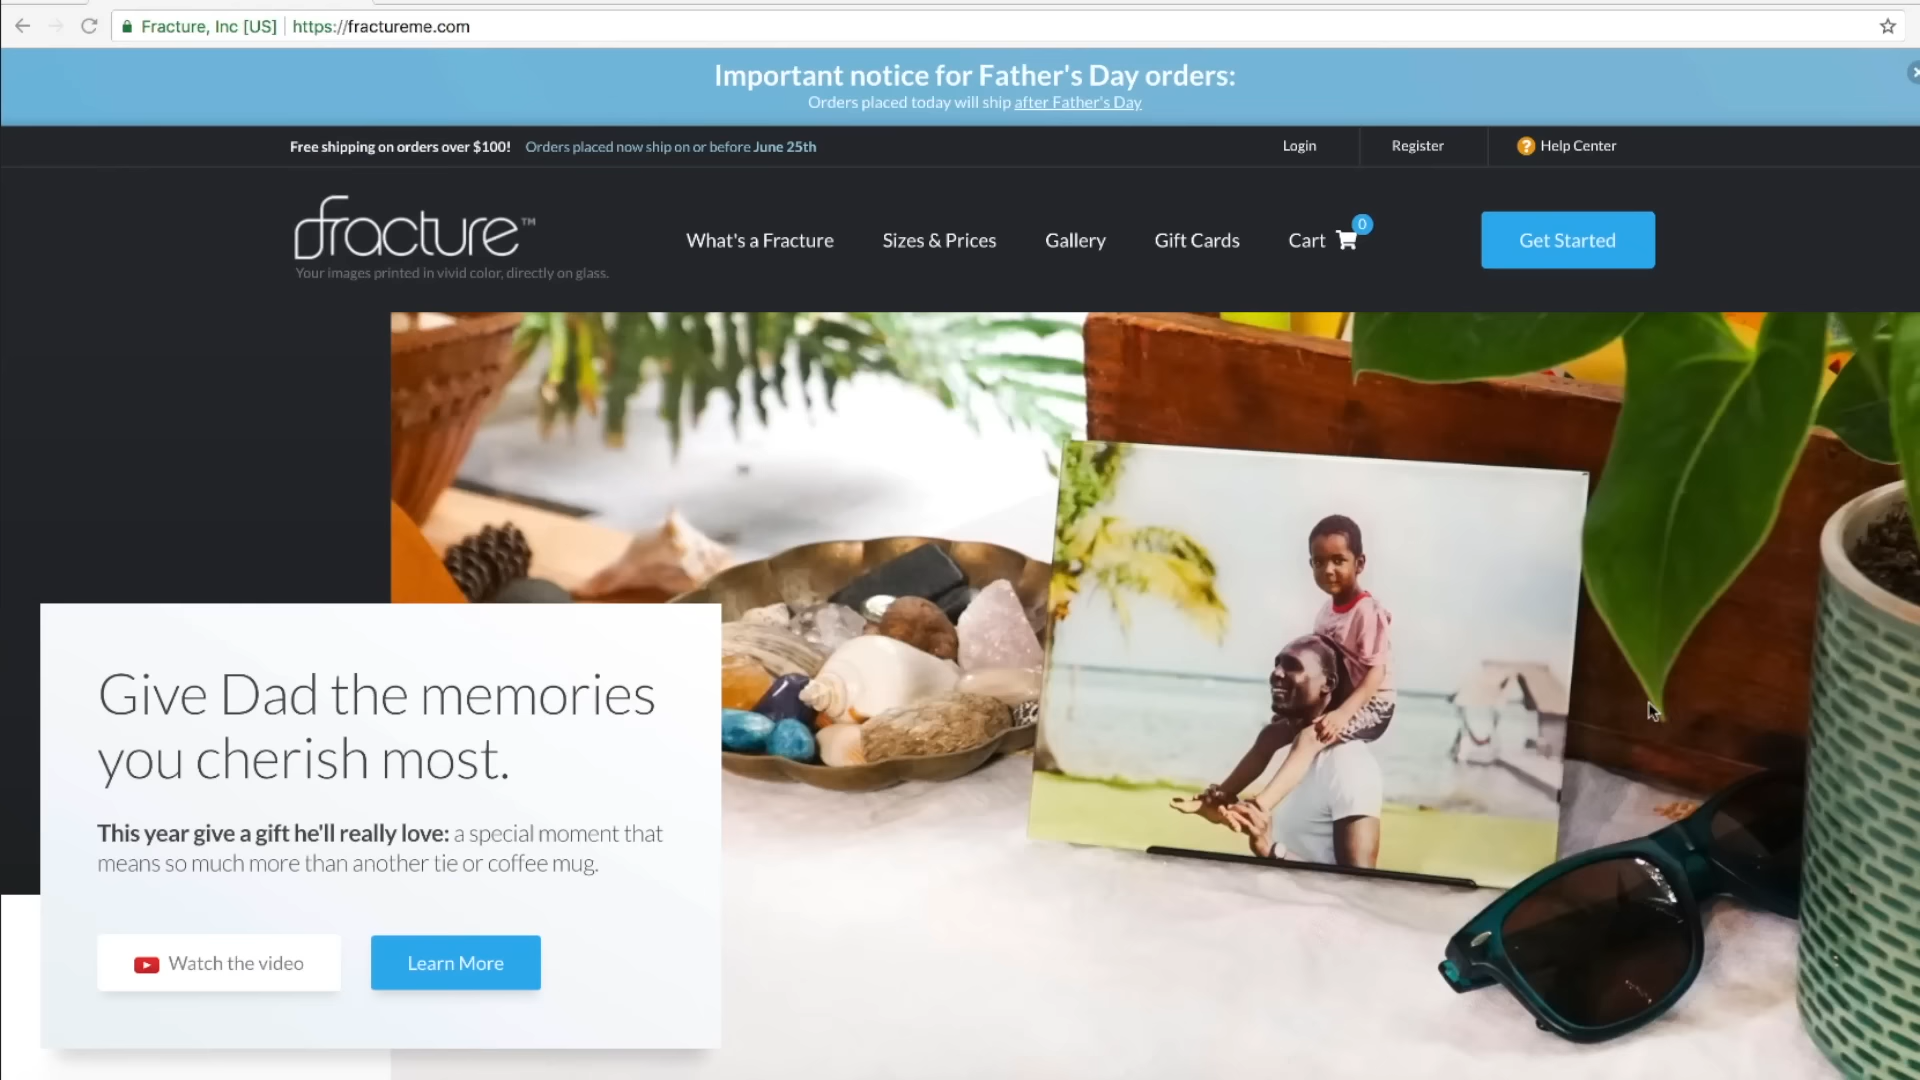 Fracture, Inc [US] https://fractureme.com
Important notice for Father's Day orders:
Orders placed today will ship after Father's Day
Free shipping on orders over $100! Orders placed now ship on or before June 25th
Login Register ? Help Center
fracture™
Your images printed in vivid color, directly on glass.
What's a Fracture Sizes & Prices Gallery Gift Cards Cart 0 Get Started
Give Dad the memories
you cherish most.
This year give a gift he'll really love: a special moment that
means so much more than another tie or coffee mug.
Watch the video Learn More